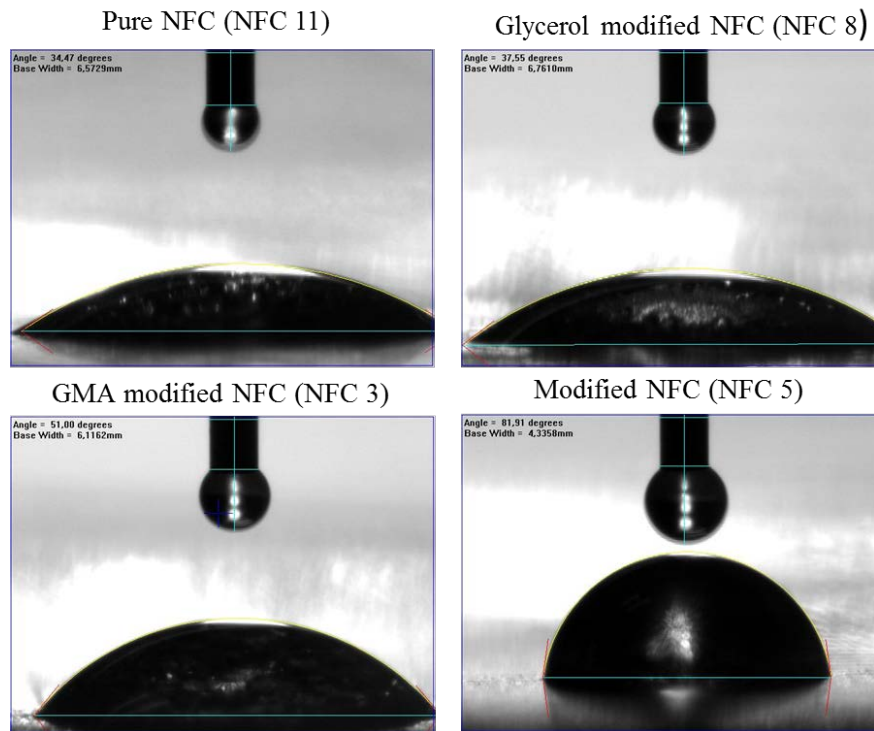 Pure NFC (NFC 11)
Glycerol modified NFC (NFC 8)
Angle = 34,47 degrees
Base Width = 6,5729mm
Angle = 37,55 degrees
Base Width = 6,7610mm
GMA modified NFC (NFC 3)
Modified NFC (NFC 5)
Angle = 51,00 degrees
Base Width = 6,1162mm
Angle = 81,91 degrees
Base Width = 4,3358mm